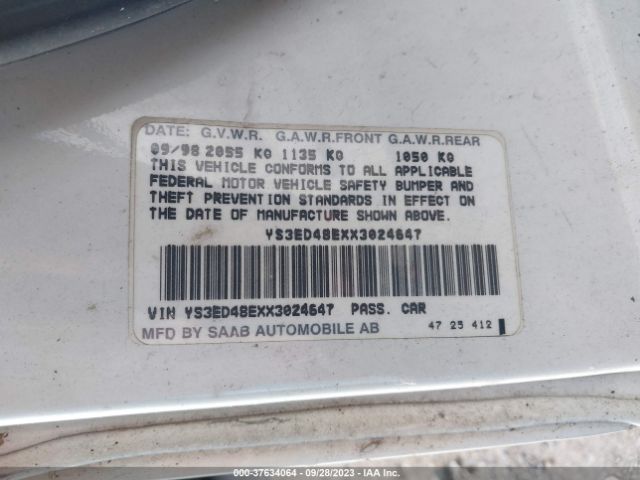 DATE: G.V.W.R. G.A.W.R.FRONT G.A.W.R.REAR
09/98 2055 KG 1135 KG 1050 KG
THIS VEHICLE CONFORMS TO ALL APPLICABLE
FEDERAL MOTOR VEHICLE SAFETY BUMPER AND
THEFT PREVENTION STANDARDS IN EFFECT ON
THE DATE OF MANUFACTURE SHOWN ABOVE.
YS3ED48EXX3024647
VIN YS3ED48EXX3024647 PASS. CAR
MFD BY SAAB AUTOMOBILE AB 47 25 412
000-37634064 - 09/28/2023 - IAA Inc.